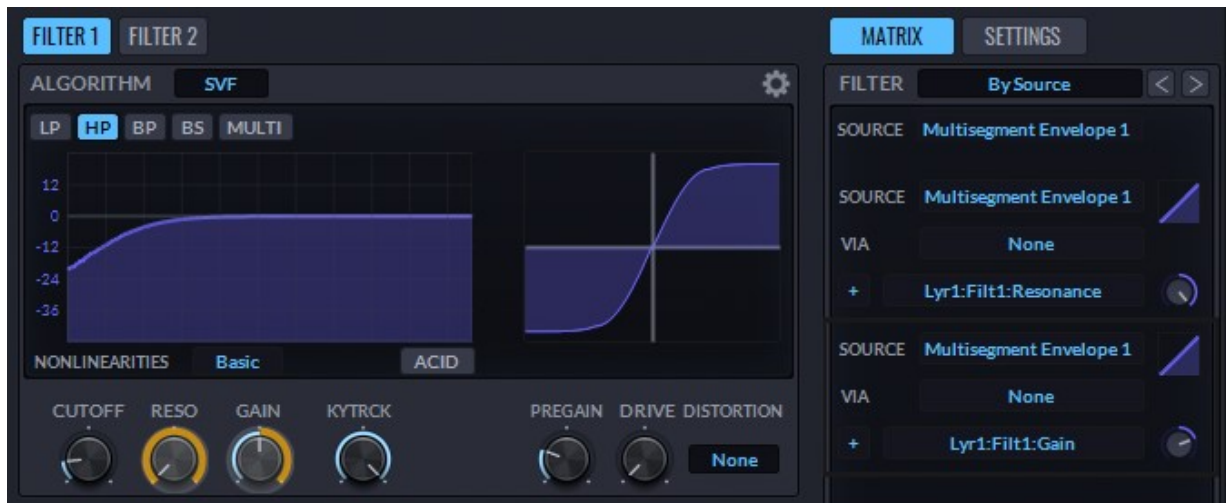 FILTER 1 FILTER 2
ALGORITHM SVF
LP HP BP BS MULTI
12
0
-12
-24
-36
NONLINEARITIES Basic ACID
CUTOFF RESO GAIN KYTRCK PREGAIN DRIVE DISTORTION
None
MATRIX SETTINGS
FILTER By Source < >
SOURCE Multisegment Envelope 1
SOURCE Multisegment Envelope 1
VIA None
+ Lyr1:Filt1:Resonance
SOURCE Multisegment Envelope 1
VIA None
+ Lyr1:Filt1:Gain